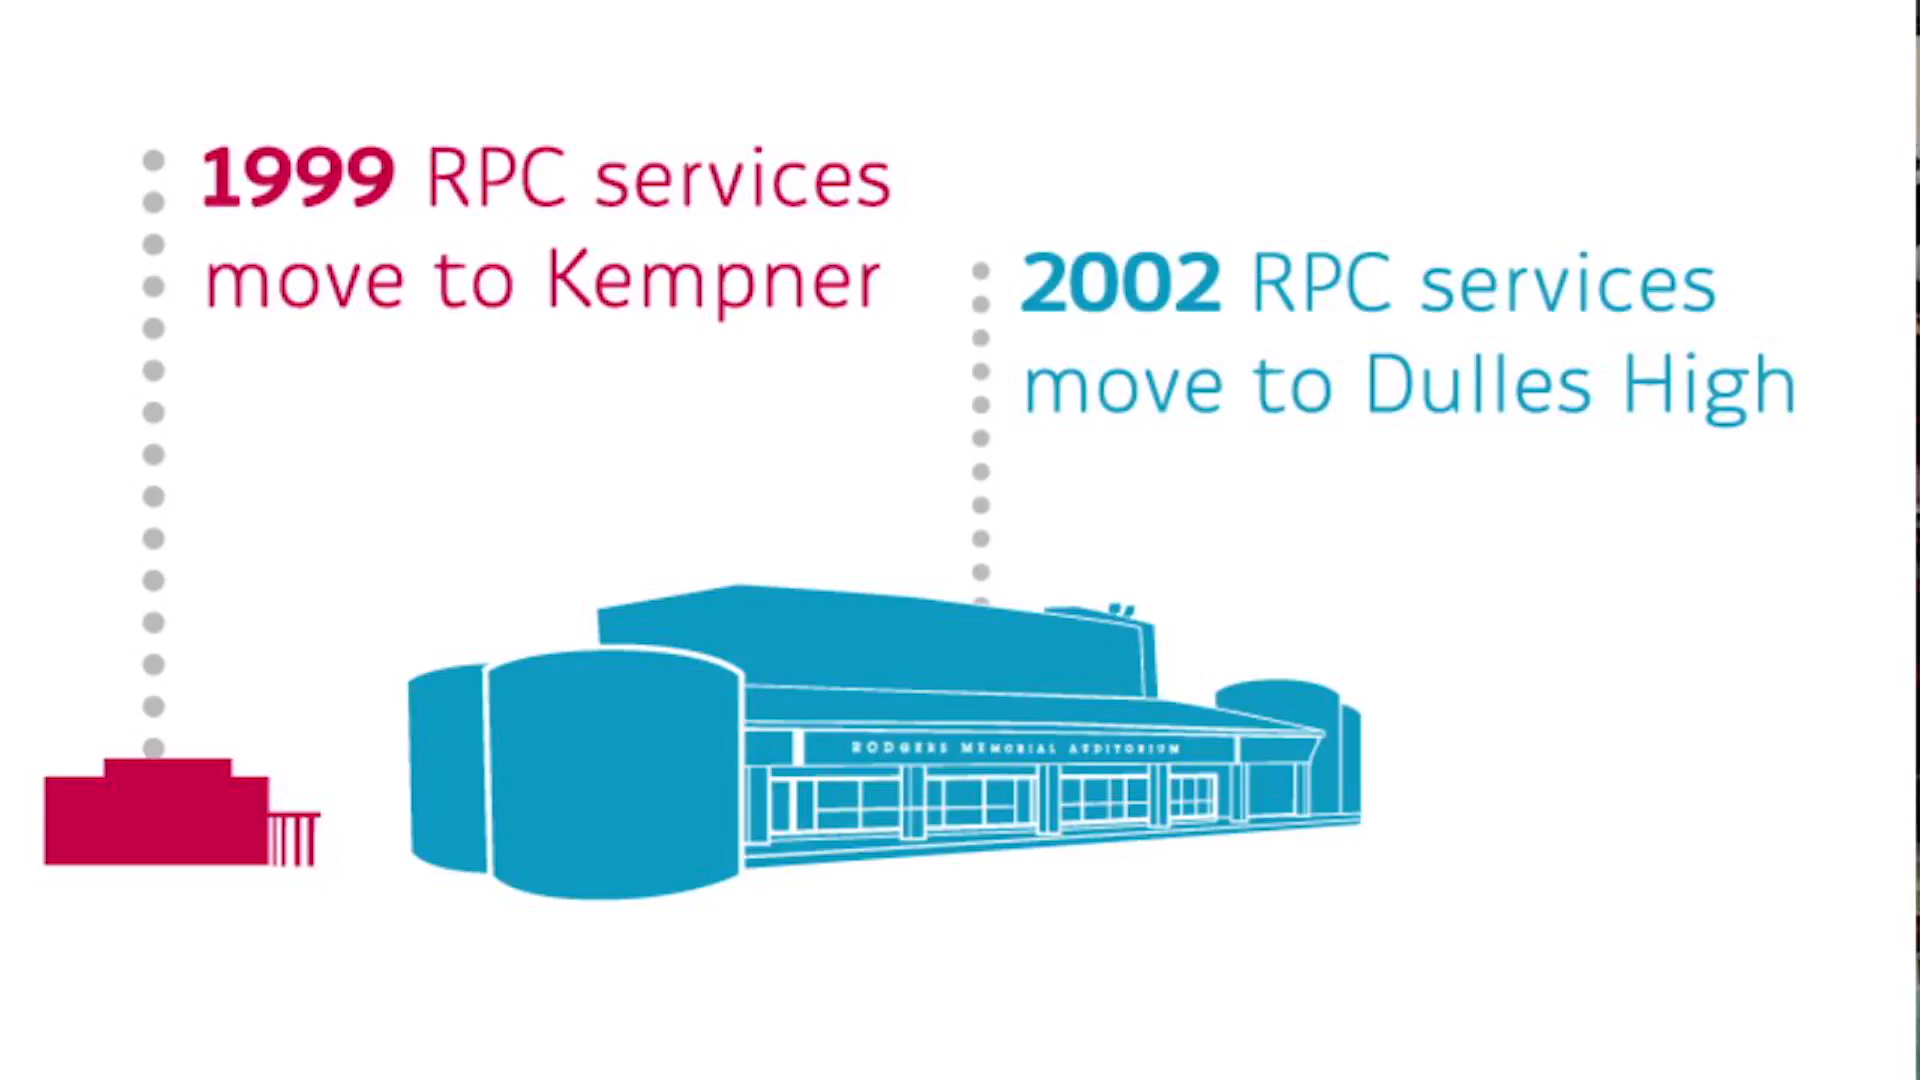 1999 RPC services
move to Kempner
2002 RPC services
move to Dulles High
RODGERS MEMORIAL AUDITORIUM